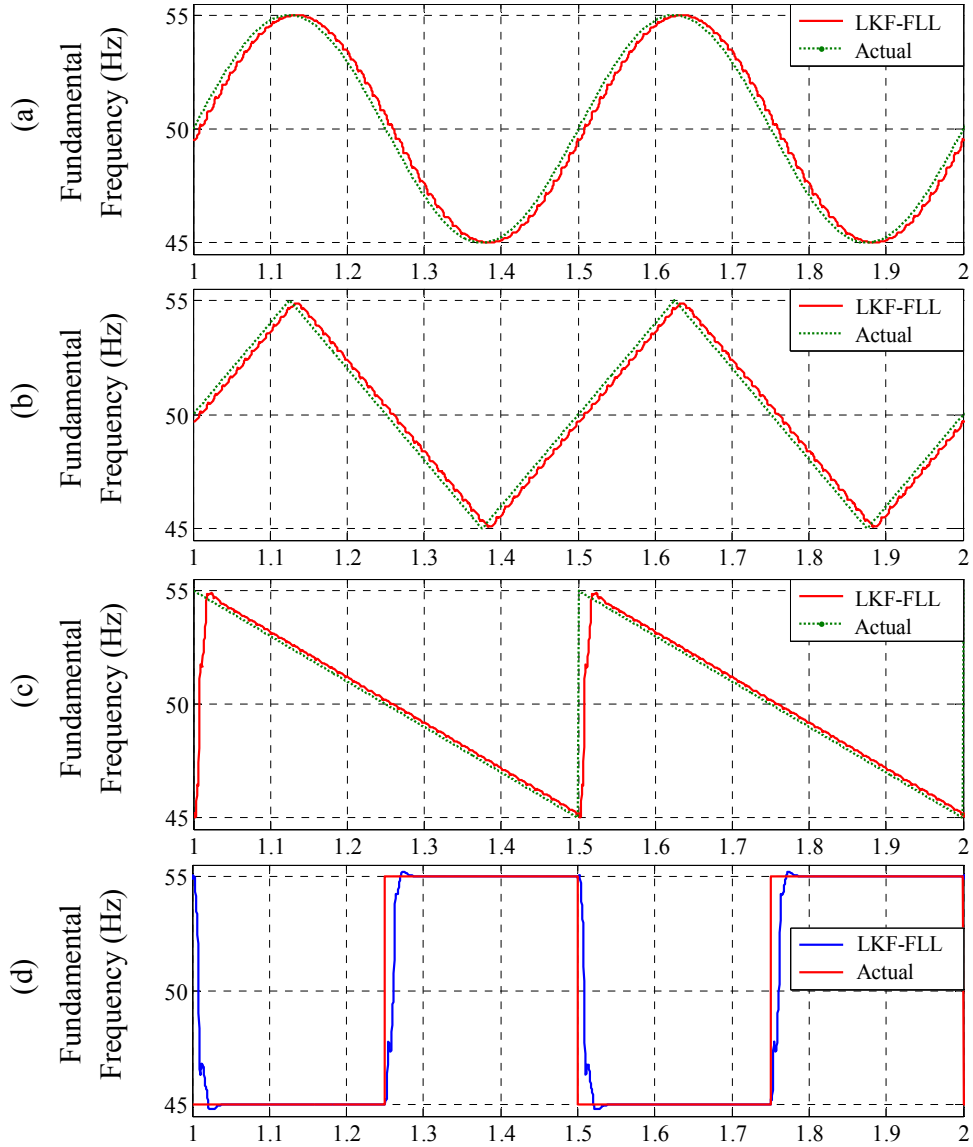 (a)
Fundamental
Frequency (Hz)
55
50
45
LKF-FLL
Actual
1 1.1 1.2 1.3 1.4 1.5 1.6 1.7 1.8 1.9 2
(b)
Fundamental
Frequency (Hz)
55
50
45
LKF-FLL
Actual
1 1.1 1.2 1.3 1.4 1.5 1.6 1.7 1.8 1.9 2
(c)
Fundamental
Frequency (Hz)
55
50
45
LKF-FLL
Actual
1 1.1 1.2 1.3 1.4 1.5 1.6 1.7 1.8 1.9 2
(d)
Fundamental
Frequency (Hz)
55
50
45
LKF-FLL
Actual
1 1.1 1.2 1.3 1.4 1.5 1.6 1.7 1.8 1.9 2